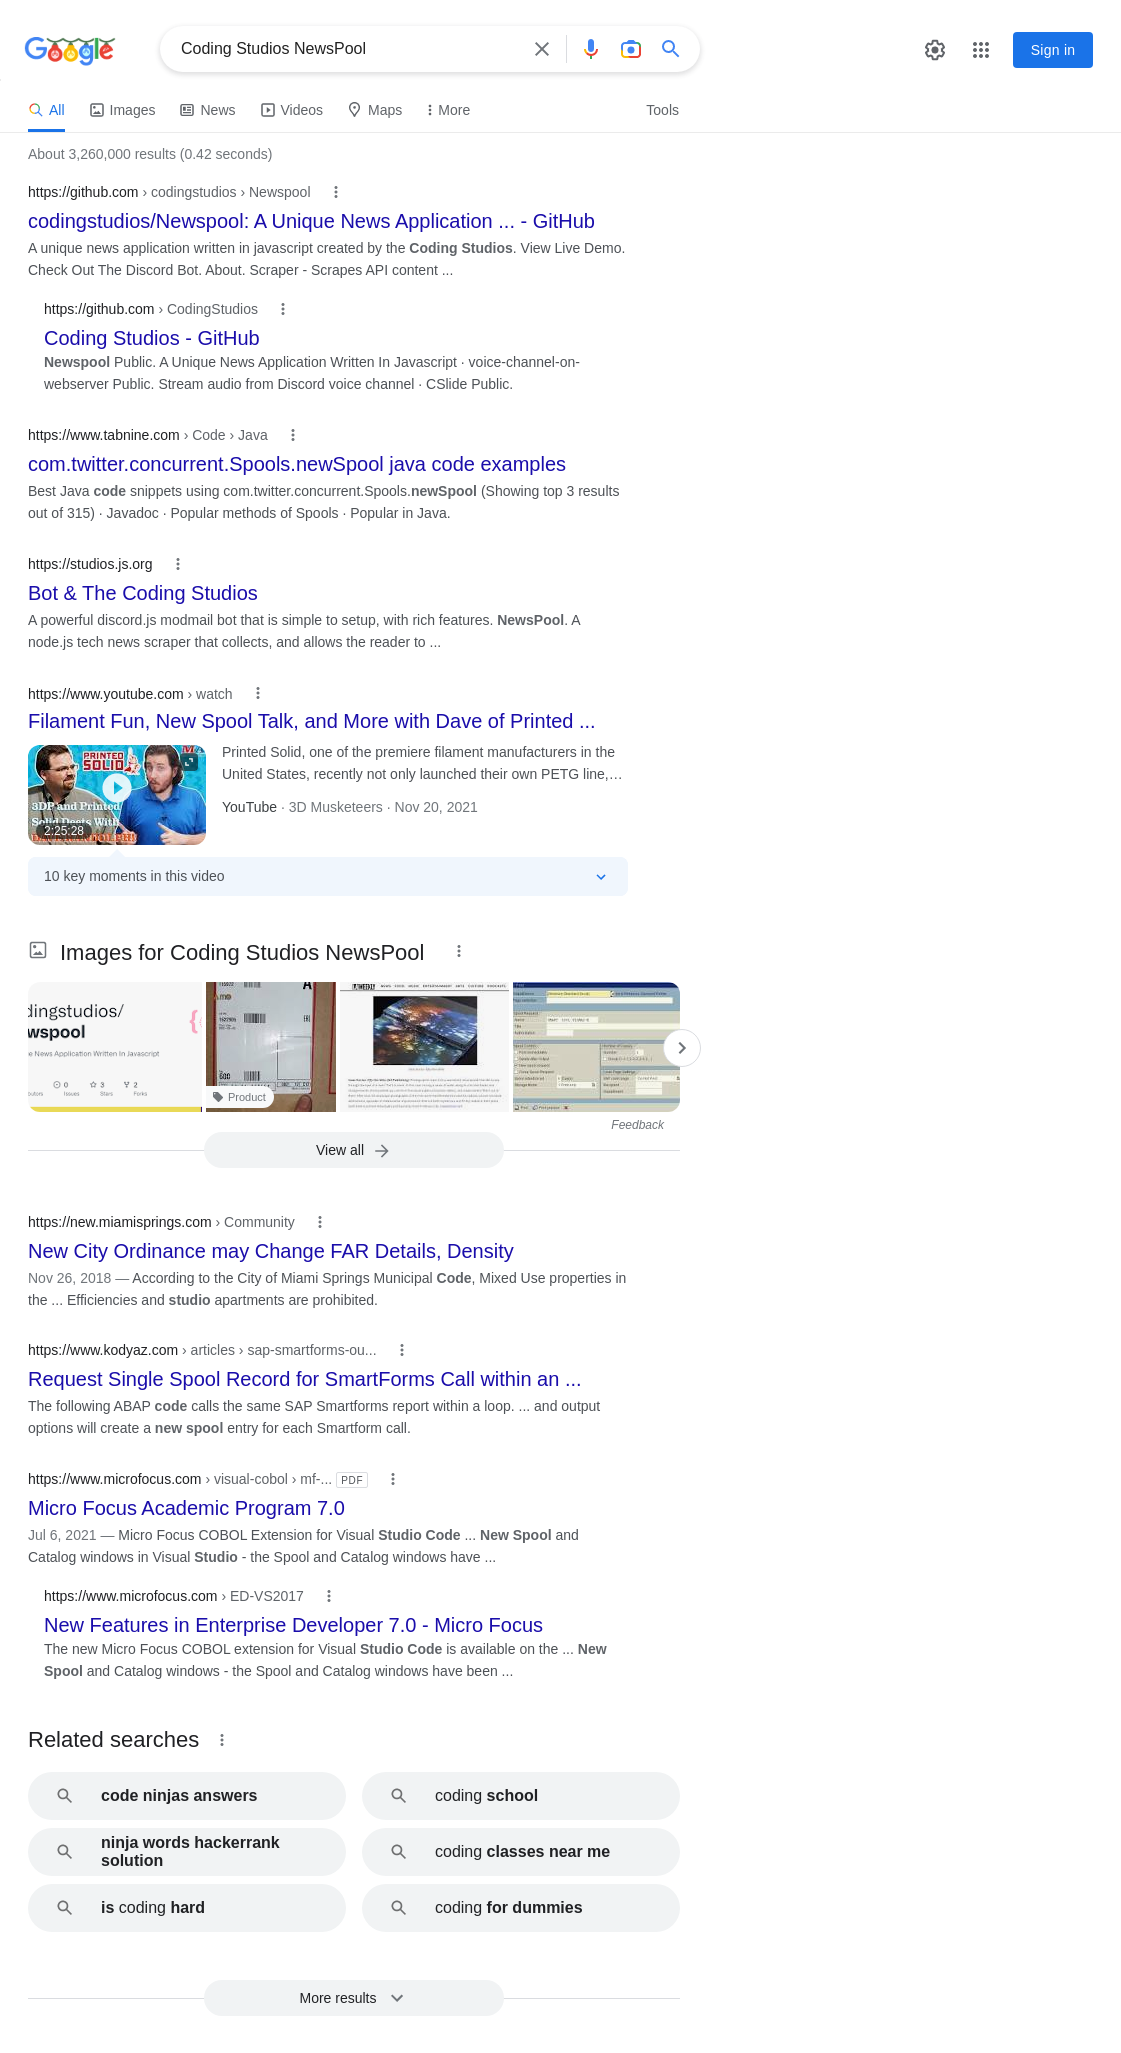 Google
Coding Studios NewsPool
Sign in
All Images News Videos Maps More Tools
About 3,260,000 results (0.42 seconds)
https://github.com › codingstudios › Newspool
codingstudios/Newspool: A Unique News Application ... - GitHub
A unique news application written in javascript created by the Coding Studios. View Live Demo.
Check Out The Discord Bot. About. Scraper - Scrapes API content ...
https://github.com › CodingStudios
Coding Studios - GitHub
Newspool Public. A Unique News Application Written In Javascript · voice-channel-on-
webserver Public. Stream audio from Discord voice channel · CSlide Public.
https://www.tabnine.com › Code › Java
com.twitter.concurrent.Spools.newSpool java code examples
Best Java code snippets using com.twitter.concurrent.Spools.newSpool (Showing top 3 results
out of 315) · Javadoc · Popular methods of Spools · Popular in Java.
https://studios.js.org
Bot & The Coding Studios
A powerful discord.js modmail bot that is simple to setup, with rich features. NewsPool. A
node.js tech news scraper that collects, and allows the reader to ...
https://www.youtube.com › watch
Filament Fun, New Spool Talk, and More with Dave of Printed ...
PRINTED
SOLID
3DP and Printed
Solid Deets With
2:25:28
Printed Solid, one of the premiere filament manufacturers in the
United States, recently not only launched their own PETG line,...
YouTube · 3D Musketeers · Nov 20, 2021
10 key moments in this video
Images for Coding Studios NewsPool
dingstudios/
wspool
e News Application Written In Javascript
0 3 2
Issues Stars Forks
Product
Feedback
View all
https://new.miamisprings.com › Community
New City Ordinance may Change FAR Details, Density
Nov 26, 2018 — According to the City of Miami Springs Municipal Code, Mixed Use properties in
the ... Efficiencies and studio apartments are prohibited.
https://www.kodyaz.com › articles › sap-smartforms-ou...
Request Single Spool Record for SmartForms Call within an ...
The following ABAP code calls the same SAP Smartforms report within a loop. ... and output
options will create a new spool entry for each Smartform call.
https://www.microfocus.com › visual-cobol › mf-... PDF
Micro Focus Academic Program 7.0
Jul 6, 2021 — Micro Focus COBOL Extension for Visual Studio Code ... New Spool and
Catalog windows in Visual Studio - the Spool and Catalog windows have ...
https://www.microfocus.com › ED-VS2017
New Features in Enterprise Developer 7.0 - Micro Focus
The new Micro Focus COBOL extension for Visual Studio Code is available on the ... New
Spool and Catalog windows - the Spool and Catalog windows have been ...
Related searches
code ninjas answers
coding school
ninja words hackerrank
solution
coding classes near me
is coding hard
coding for dummies
More results